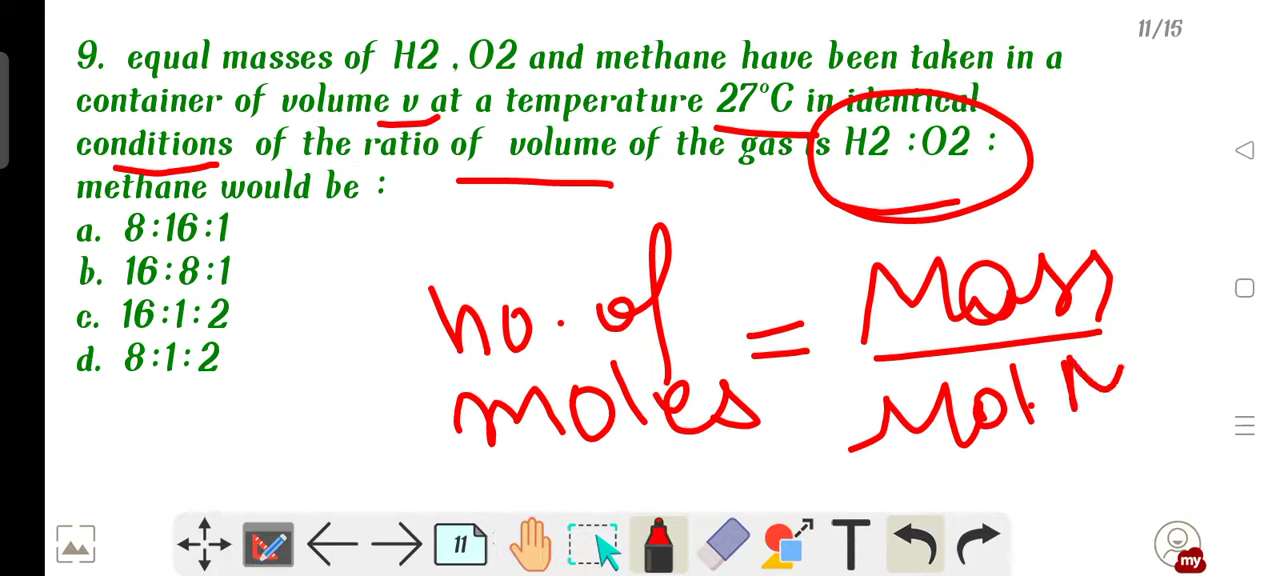 11/15
9. equal masses of H2 , O2 and methane have been taken in a
container of volume v at a temperature 27°C in identical
conditions of the ratio of volume of the gas is H2 : O2 :
methane would be :
a. 8:16:1
b. 16:8:1
c. 16:1:2
d. 8:1:2
no. of
moles = Mass
Mol.
11
T
my